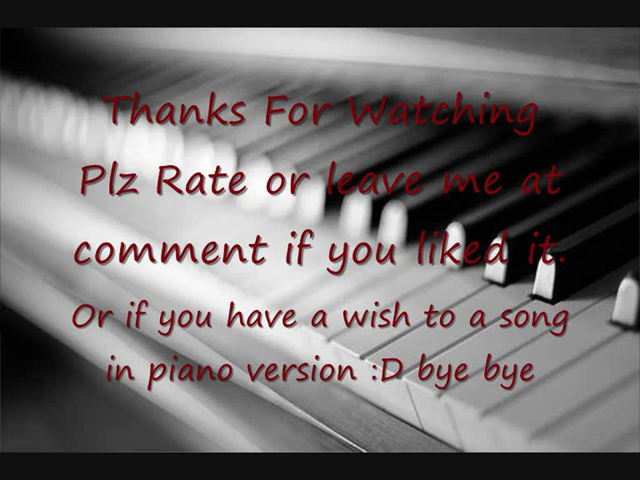 Thanks For Watching
Plz Rate or leave me at
comment if you liked it.
Or if you have a wish to a song
in piano version :D bye bye